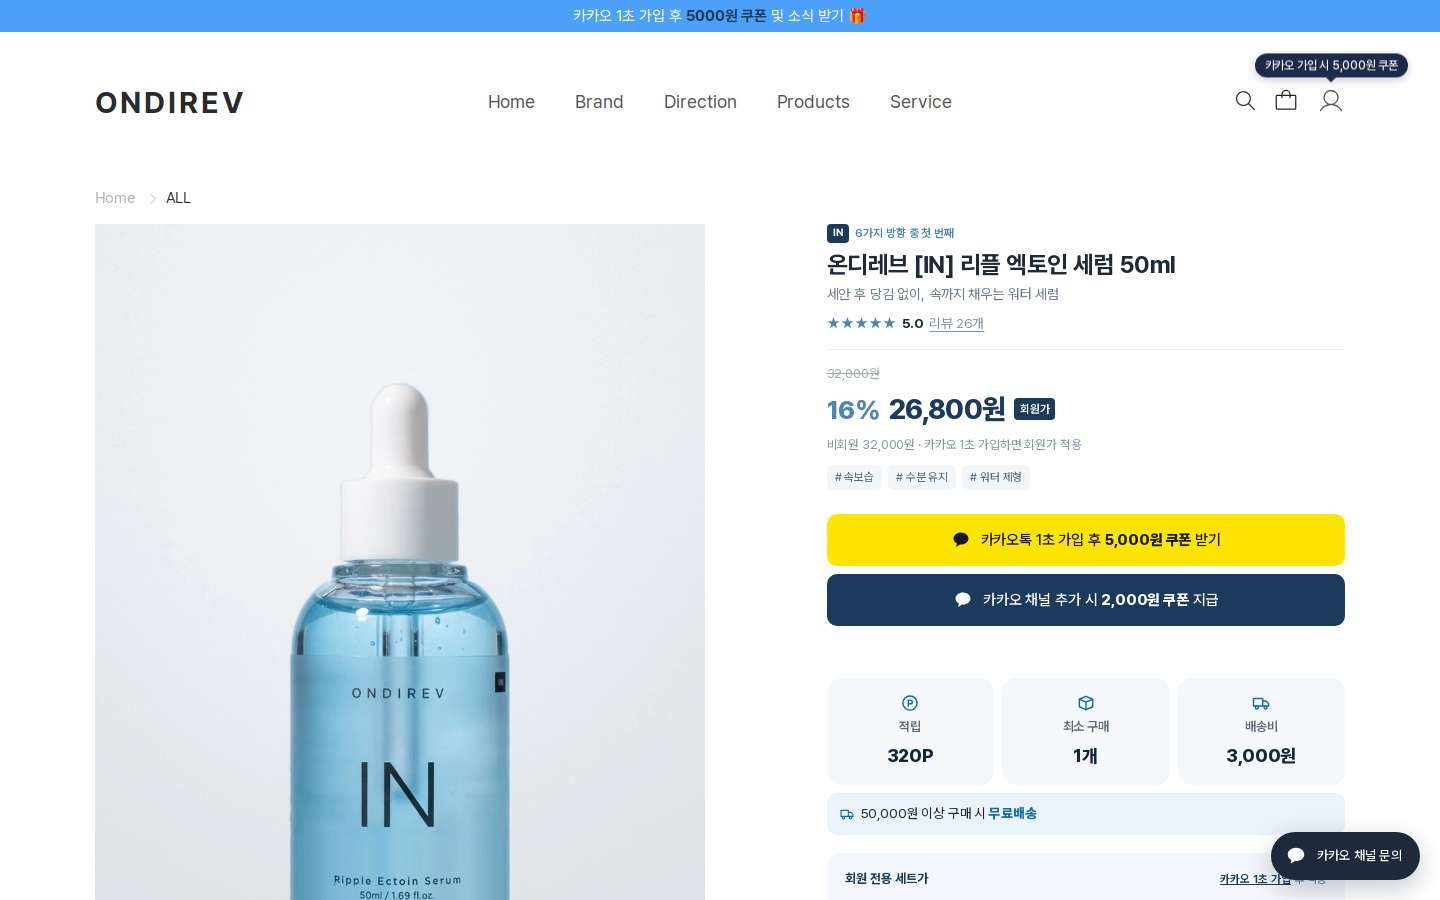 카카오 1초 가입 후 5000원 쿠폰 및 소식 받기 🎁
카카오 가입 시 5,000원 쿠폰
ONDIREV
Home
Brand
Direction
Products
Service
Home
ALL
IN 6가지 방향 중 첫 번째
온디레브 [IN] 리플 엑토인 세럼 50ml
세안 후 당김 없이, 속까지 채우는 워터 세럼
★★★★★ 5.0 리뷰 26개
32,000원
16% 26,800원 회원가
비회원 32,000원 · 카카오 1초 가입하면 회원가 적용
# 속보습
# 수분 유지
# 워터 제형
카카오톡 1초 가입 후 5,000원 쿠폰 받기
카카오 채널 추가 시 2,000원 쿠폰 지급
적립
320P
최소 구매
1개
배송비
3,000원
50,000원 이상 구매 시 무료배송
회원 전용 세트가
카카오 1초 가입
카카오 채널 문의
ONDIREV
IN
IN
Ripple Ectoin Serum
50ml / 1.69 fl.oz.